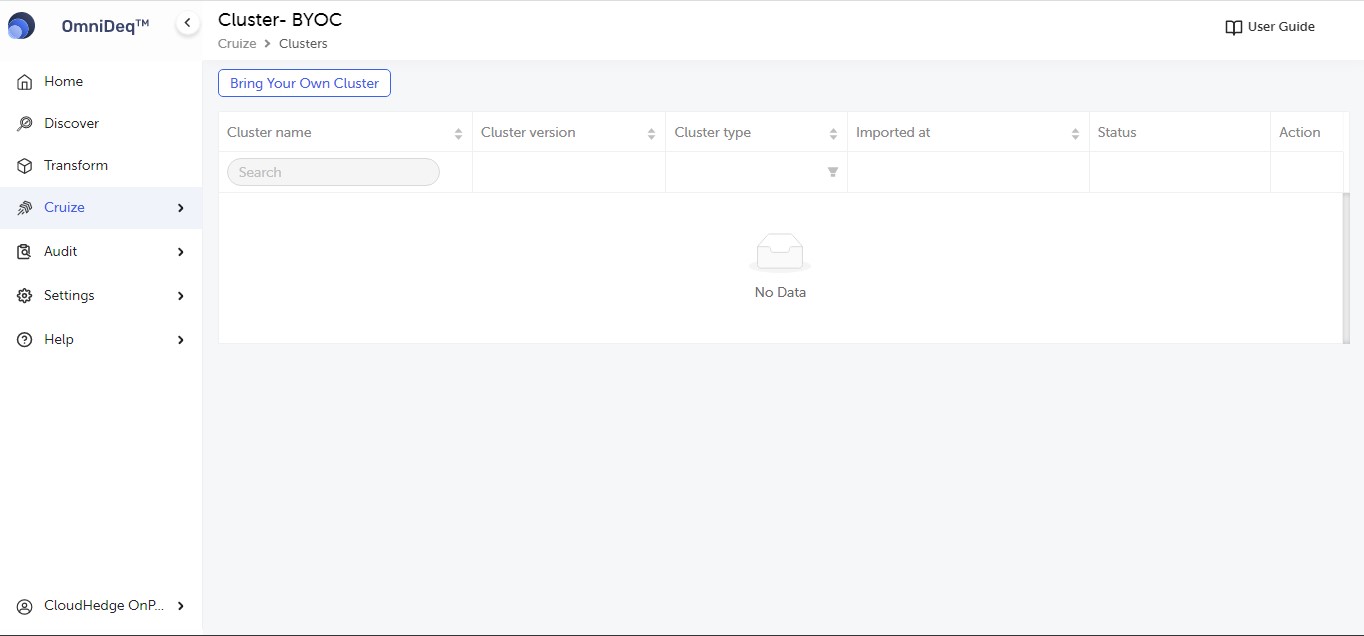 OmniDeq™
Cluster- BYOC
Cruize > Clusters
User Guide
Home
Discover
Transform
Cruize
Audit
Settings
Help
CloudHedge OnP...
Bring Your Own Cluster
Cluster name Cluster version Cluster type Imported at Status Action
Search
No Data